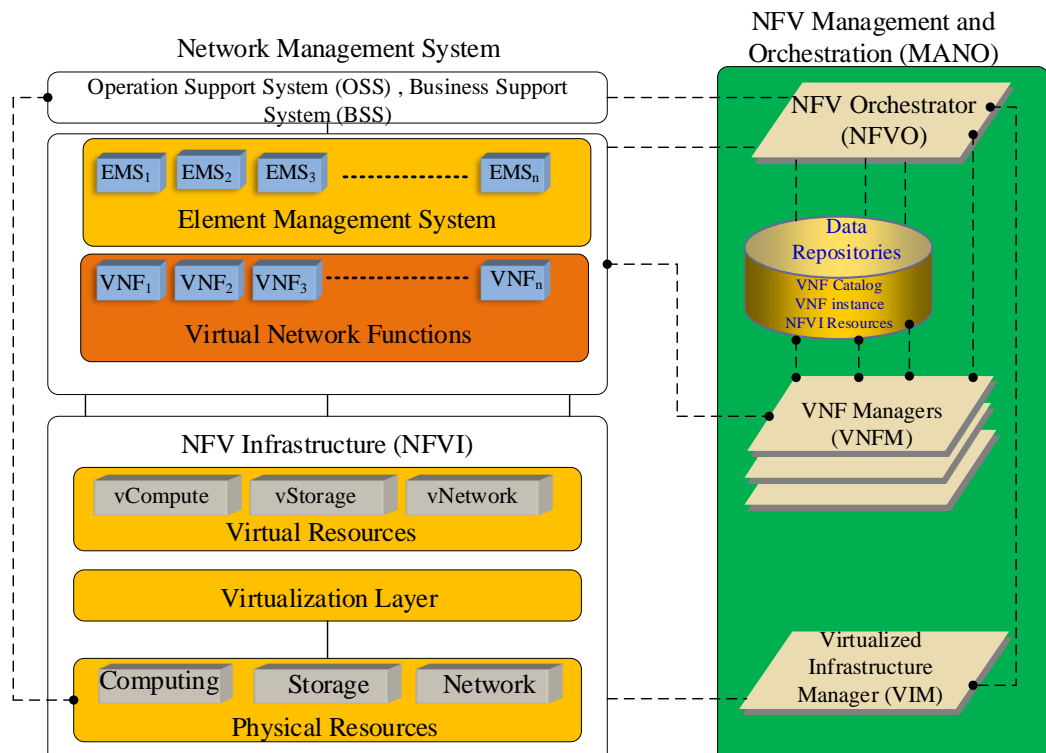 Network Management System
Operation Support System (OSS) , Business Support
System (BSS)
EMS₁
EMS₂
EMS₃
EMSₙ
Element Management System
VNF₁
VNF₂
VNF₃
VNFₙ
Virtual Network Functions
NFV Infrastructure (NFVI)
vCompute
vStorage
vNetwork
Virtual Resources
Virtualization Layer
Computing
Storage
Network
Physical Resources
NFV Management and
Orchestration (MANO)
NFV Orchestrator
(NFVO)
Data
Repositories
VNF Catalog
VNF instance
NFVI Resources
VNF Managers
(VNFM)
Virtualized
Infrastructure
Manager (VIM)